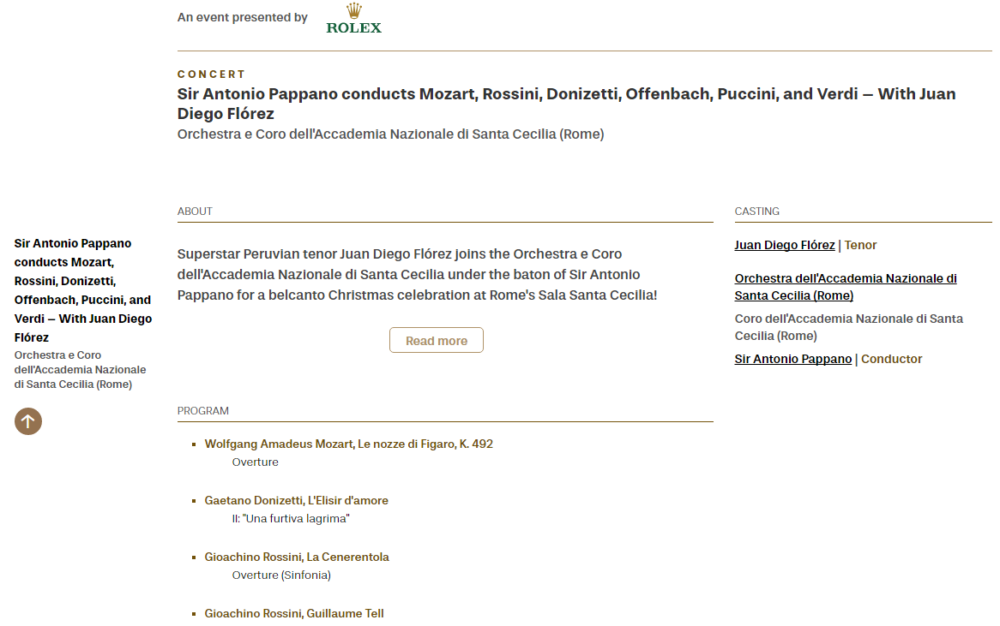 An event presented by
ROLEX
CONCERT
Sir Antonio Pappano conducts Mozart, Rossini, Donizetti, Offenbach, Puccini, and Verdi — With Juan
Diego Flórez
Orchestra e Coro dell'Accademia Nazionale di Santa Cecilia (Rome)
Sir Antonio Pappano
conducts Mozart,
Rossini, Donizetti,
Offenbach, Puccini, and
Verdi — With Juan Diego
Flórez
Orchestra e Coro
dell'Accademia Nazionale
di Santa Cecilia (Rome)
ABOUT
Superstar Peruvian tenor Juan Diego Flórez joins the Orchestra e Coro
dell'Accademia Nazionale di Santa Cecilia under the baton of Sir Antonio
Pappano for a belcanto Christmas celebration at Rome's Sala Santa Cecilia!
Read more
PROGRAM
Wolfgang Amadeus Mozart, Le nozze di Figaro, K. 492
Overture
Gaetano Donizetti, L'Elisir d'amore
II: "Una furtiva lagrima"
Gioachino Rossini, La Cenerentola
Overture (Sinfonia)
Gioachino Rossini, Guillaume Tell
CASTING
Juan Diego Flórez | Tenor
Orchestra dell'Accademia Nazionale di
Santa Cecilia (Rome)
Coro dell'Accademia Nazionale di Santa
Cecilia (Rome)
Sir Antonio Pappano | Conductor